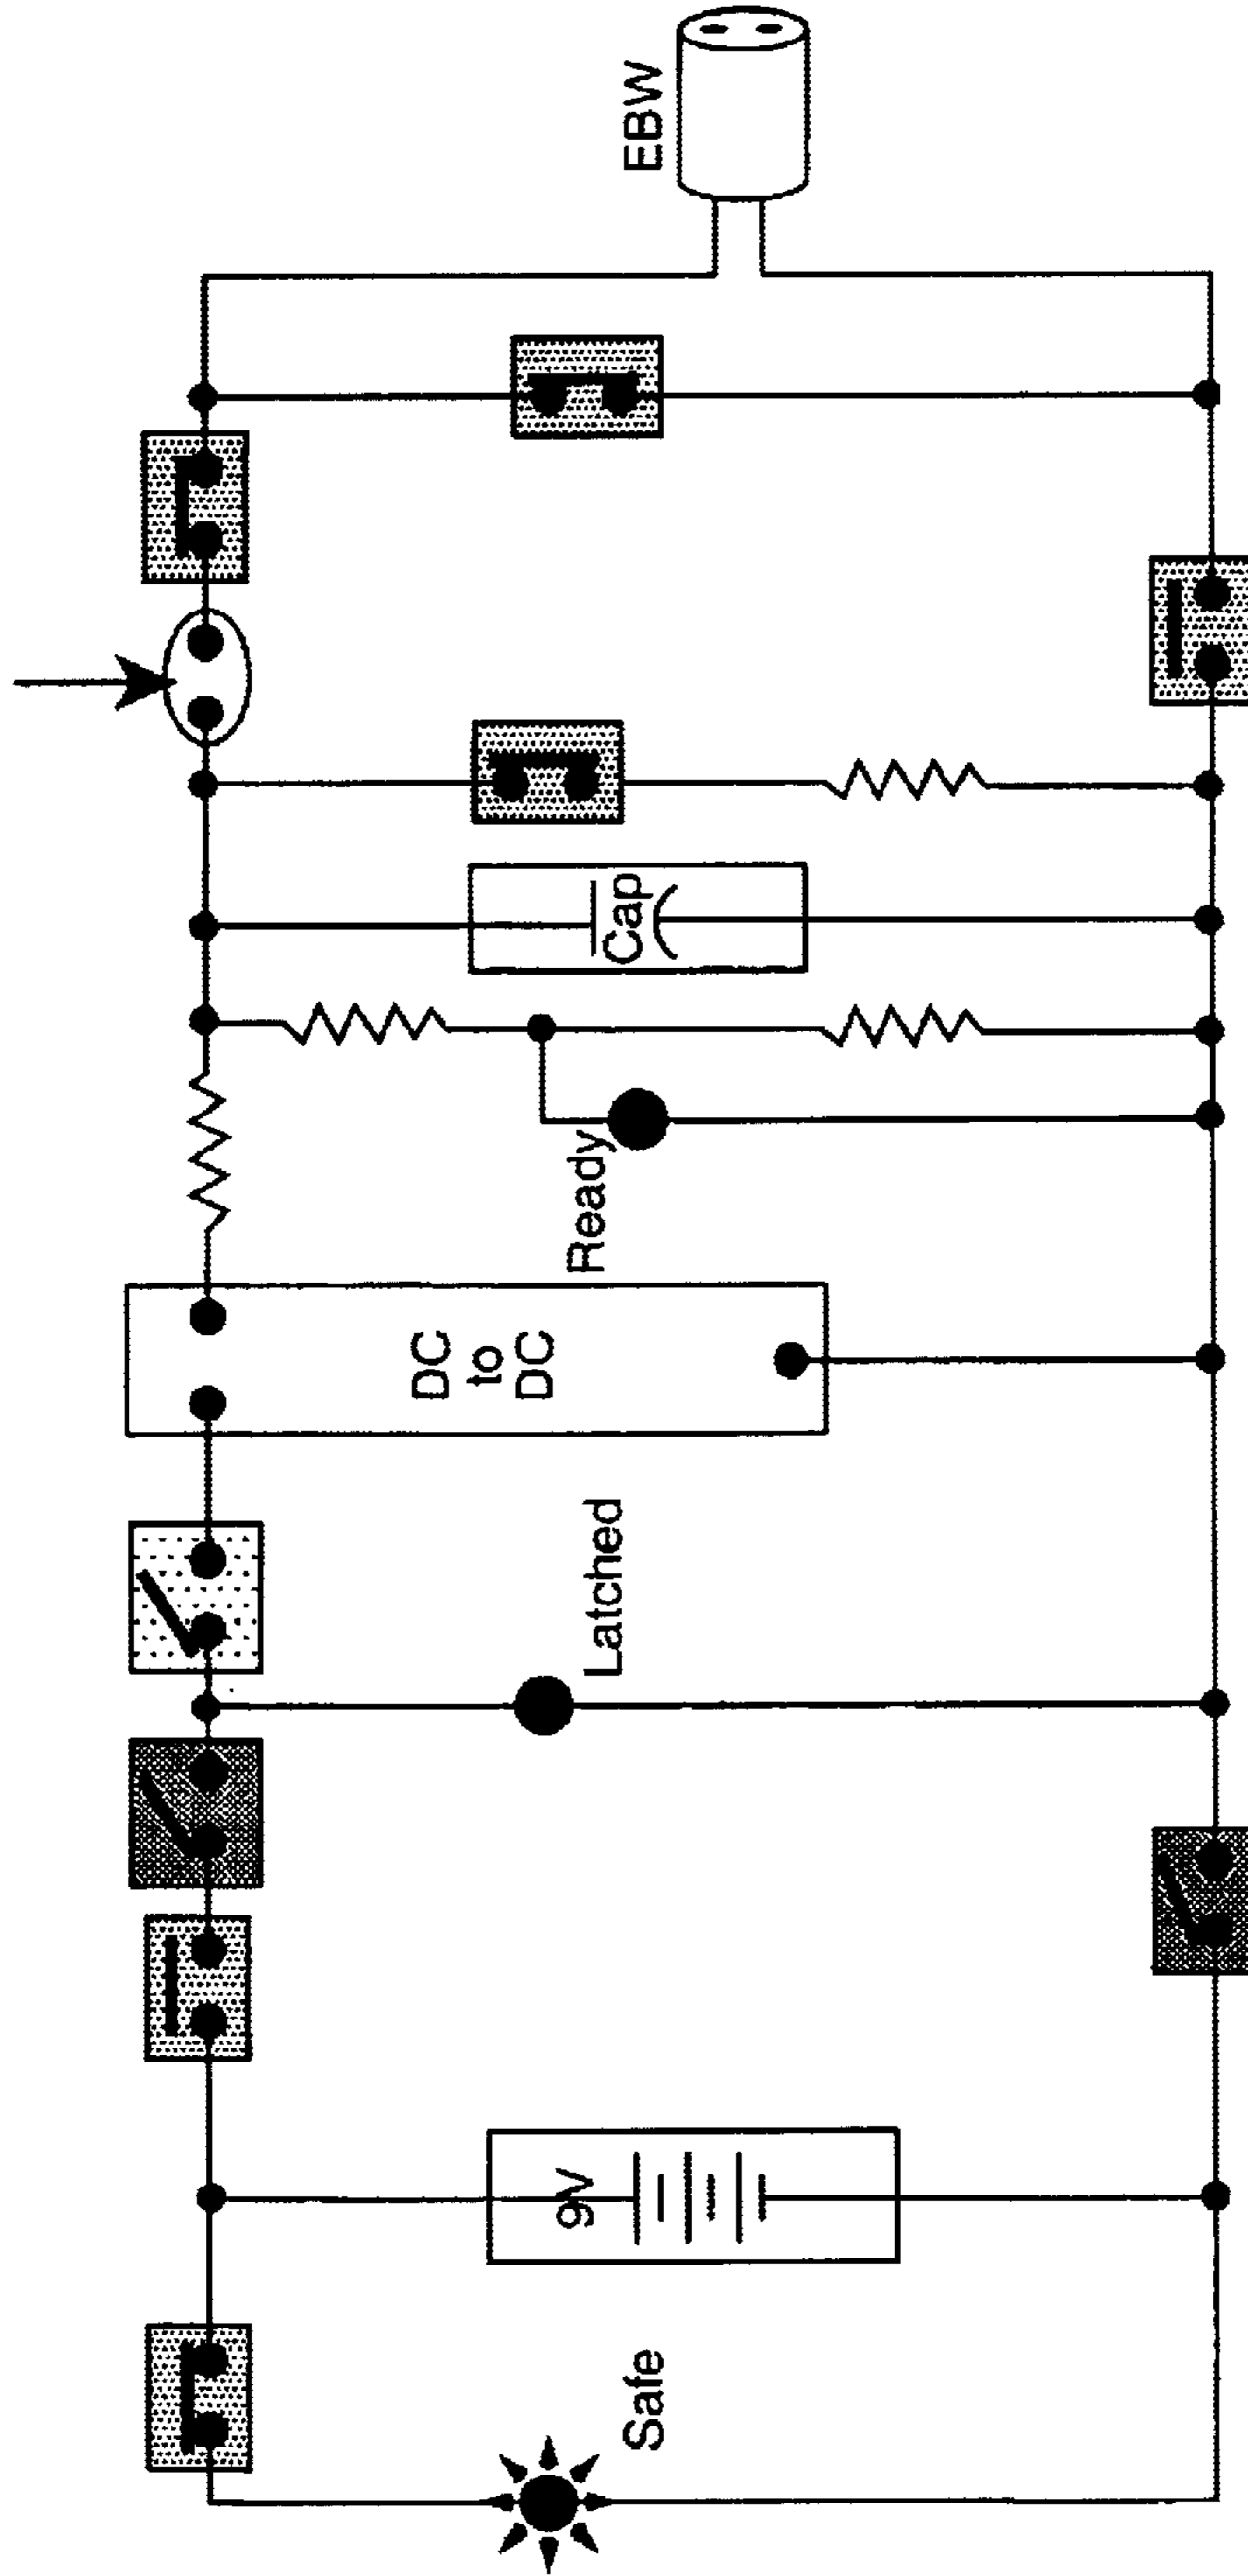 Safe
9V
Latched
DC
to
DC
Ready
Cap
EBW